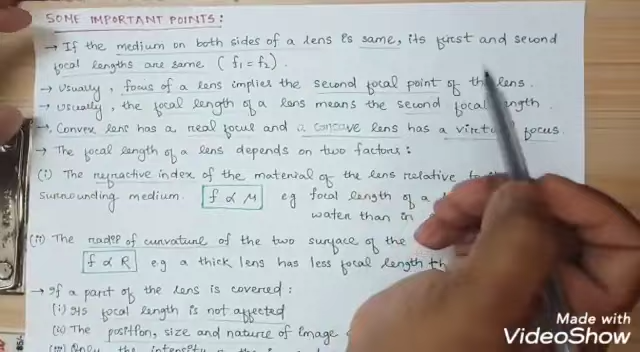 SOME IMPORTANT POINTS:
→ If the medium on both sides of a lens is same, its first and second
focal lengths are same (f₁ = f₂).
→ Usually, focus of a lens implies the second focal point of the lens.
→ Usually, the focal length of a lens means the second focal length.
→ Convex lens has a real focus and a concave lens has a virtual focus.
→ The focal length of a lens depends on two factors:
(i) The refractive index of the material of the lens relative to
surrounding medium. f ∝ μ eg focal length of a
water than in
(ii) The radii of curvature of the two surface of the
f ∝ R e.g a thick lens has less focal length
→ If a part of the lens is covered:
(i) its focal length is not affected
(ii) The position, size and nature of image
(iii) Only the intensity
Made with
VideoShow